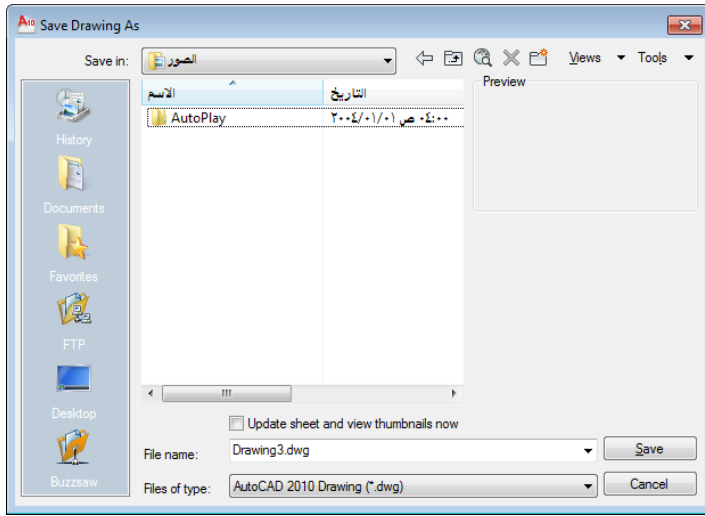 A10 Save Drawing As
Save in: الصور Views Tools
الاسم التاريخ Preview
AutoPlay ٠٤:٠٠ ص ٢٠٠٤/٠١/٠١
History
Documents
Favorites
FTP
Desktop
Update sheet and view thumbnails now
File name: Drawing3.dwg Save
Buzzsaw
Files of type: AutoCAD 2010 Drawing (*.dwg) Cancel